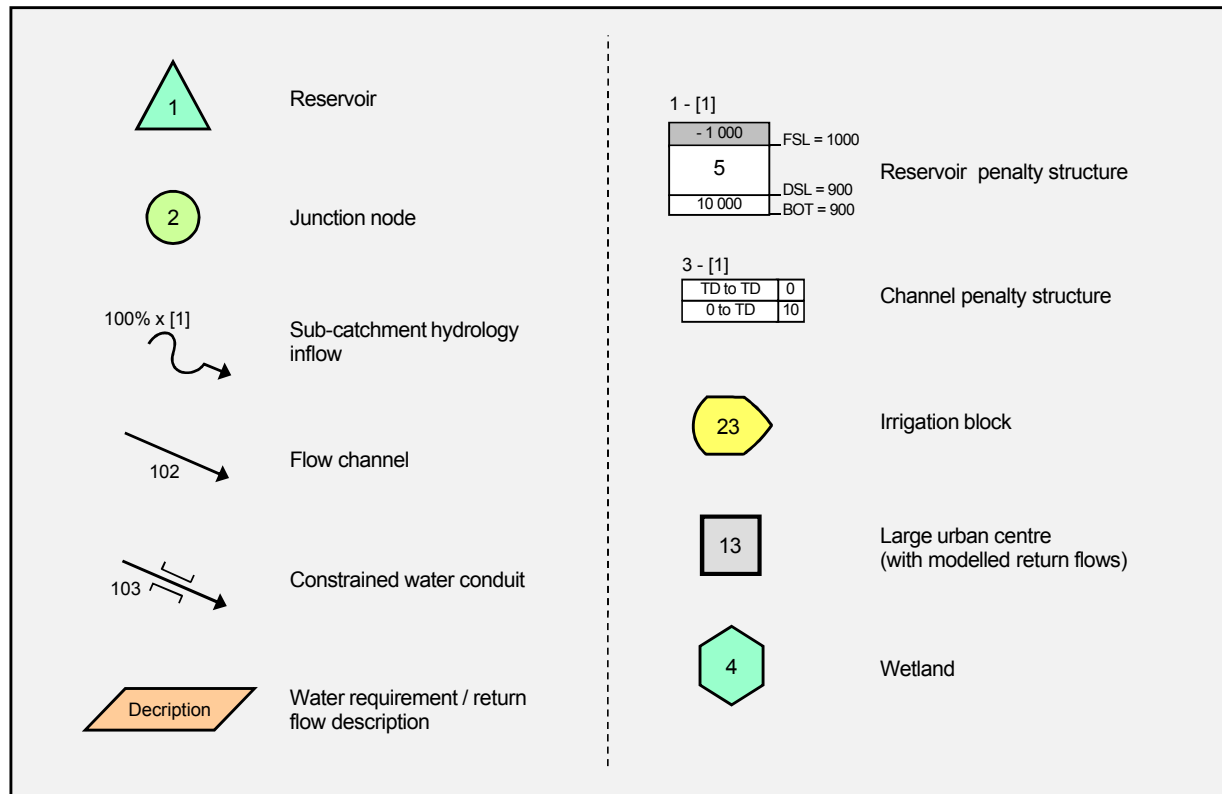 1
Reservoir
2
Junction node
100% x [1]
Sub-catchment hydrology
inflow
102
Flow channel
103
Constrained water conduit
Decription
Water requirement / return
flow description
1 - [1]
- 1 000
FSL = 1000
5
DSL = 900
10 000
BOT = 900
Reservoir penalty structure
3 - [1]
TD to TD 0
0 to TD 10
Channel penalty structure
23
Irrigation block
13
Large urban centre
(with modelled return flows)
4
Wetland